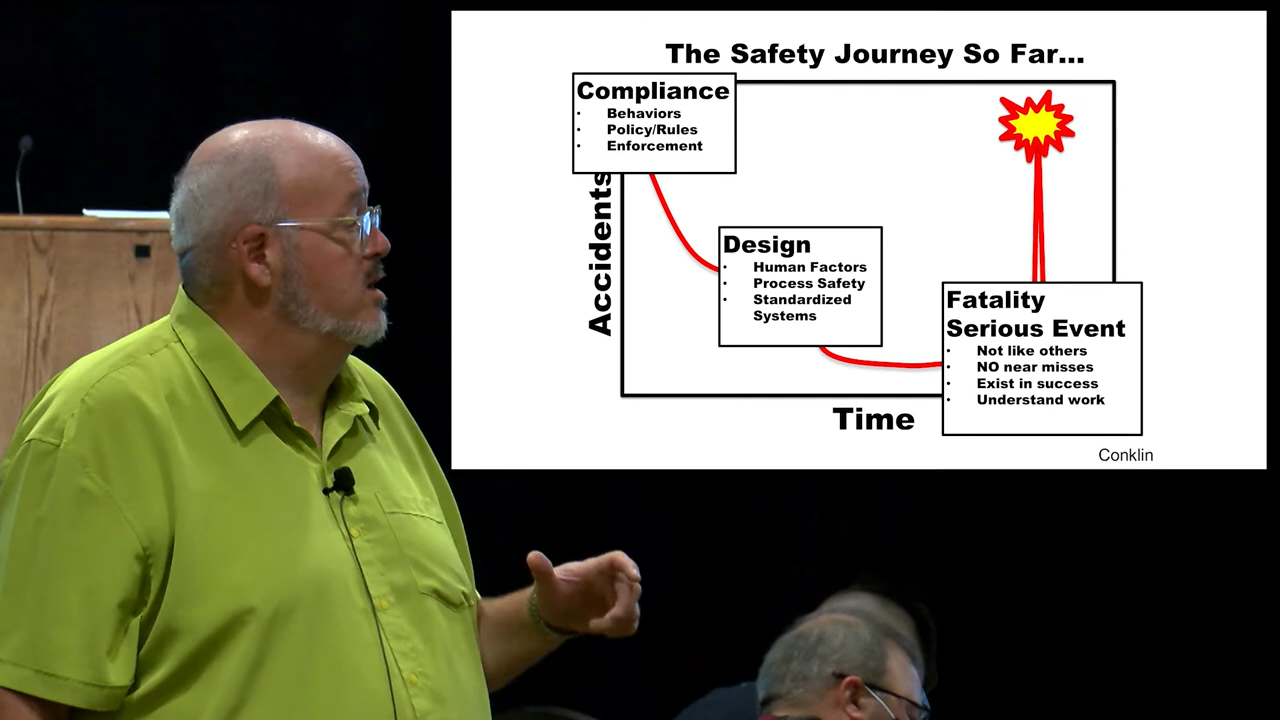 The Safety Journey So Far...
Compliance
• Behaviors
• Policy/Rules
• Enforcement
Accidents
Design
• Human Factors
• Process Safety
• Standardized
Systems
Fatality
Serious Event
• Not like others
• NO near misses
• Exist in success
• Understand work
Time
Conklin